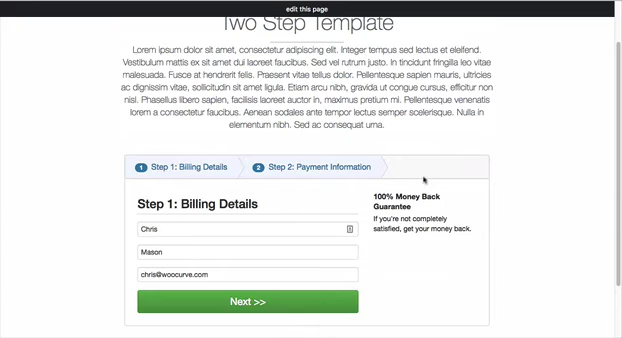 edit this page
Two Step Template
Lorem ipsum dolor sit amet, consectetur adipiscing elit. Integer tempus sed lectus et eleifend.
Vestibulum mattis ex sit amet dui laoreet faucibus. Sed vel rutrum justo. In tincidunt fringilla leo vitae
malesuada. Fusce at hendrerit felis. Praesent vitae tellus dolor. Pellentesque sapien mauris, ultricies
ac dignissim vitae, sollicitudin sit amet ligula. Etiam arcu nibh, gravida ut congue cursus, efficitur non
nisl. Phasellus libero sapien, facilisis laoreet auctor in, maximus pretium mi. Pellentesque venenatis
lorem a consectetur faucibus. Aenean sodales ante tempor lectus semper scelerisque. Nulla in
elementum nibh. Sed ac consequat urna.
1 Step 1: Billing Details 2 Step 2: Payment Information
Step 1: Billing Details
Chris
Mason
chris@woocurve.com
Next >>
100% Money Back
Guarantee
If you're not completely
satisfied, get your money back.